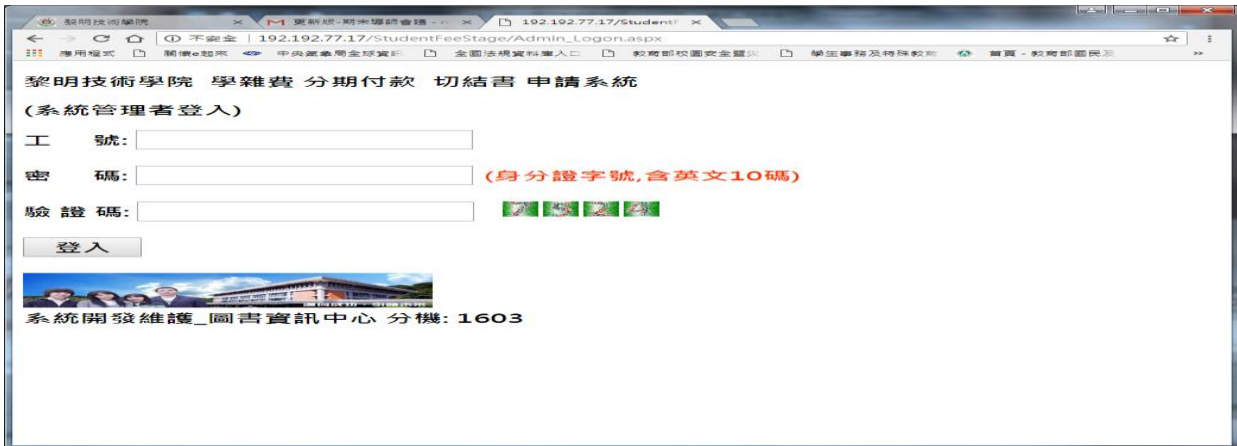 黎明技術學院
更新版-期末導師會議 -
192.192.77.17/StudentF
不安全 | 192.192.77.17/StudentFeeStage/Admin_Logon.aspx
應用程式 關懷e起來 中央氣象局全球資訊 全國法規資料庫入口 教育部校園安全暨災 學生事務及特殊教育 首頁 - 教育部國民及 »
黎明技術學院 學雜費 分期付款 切結書 申請系統
(系統管理者登入)
工 號:
密 碼: (身分證字號,含英文10碼)
驗 證 碼: 7 5 2 4
登入
系統開發維護_圖書資訊中心 分機: 1603